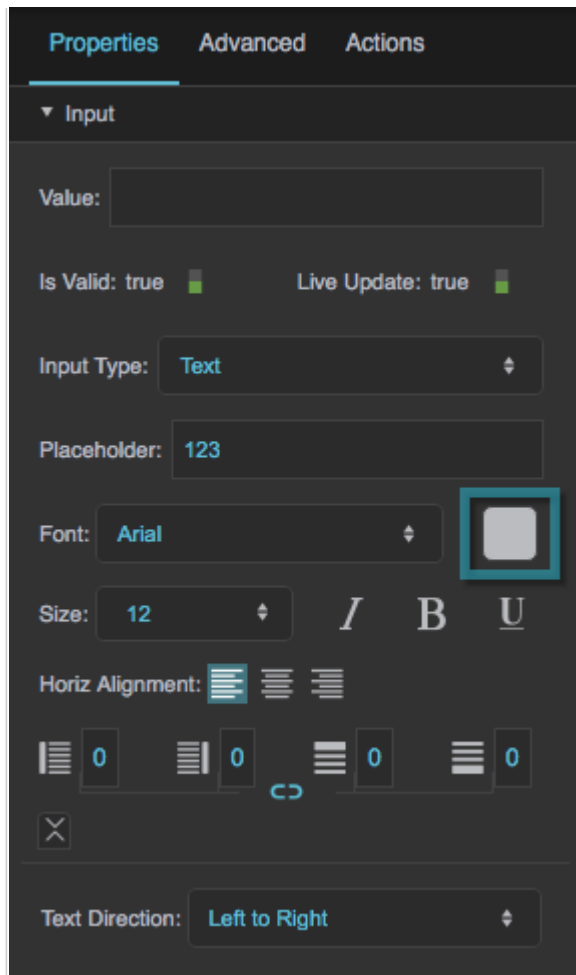 Properties Advanced Actions
Input
Value:
Is Valid: true Live Update: true
Input Type: Text
Placeholder: 123
Font: Arial
Size: 12 I B U
Horiz Alignment:
0 0 0 0
Text Direction: Left to Right